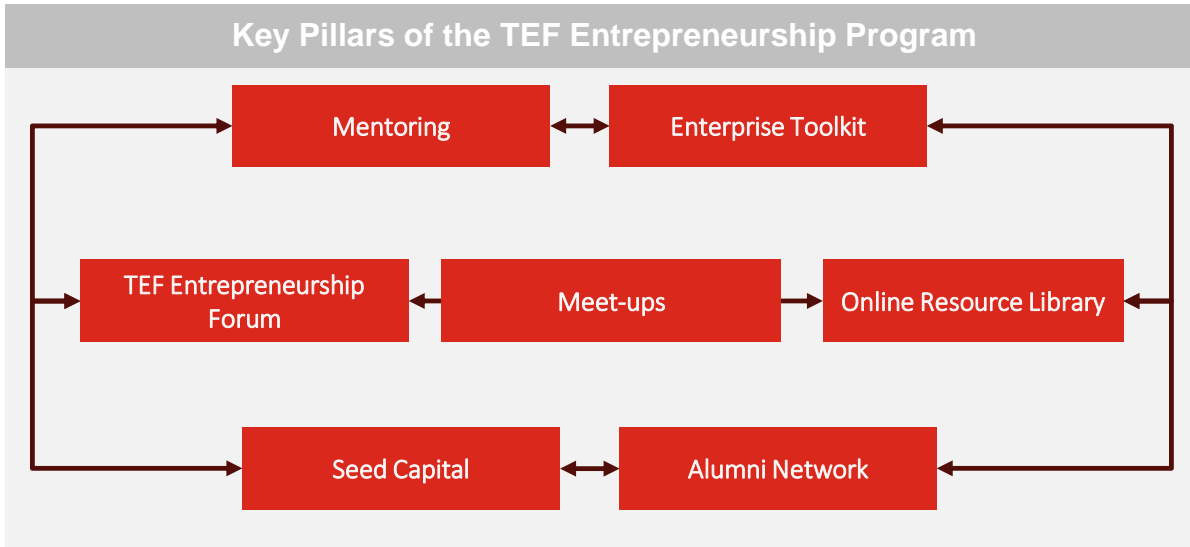 Key Pillars of the TEF Entrepreneurship Program
Mentoring
Enterprise Toolkit
TEF Entrepreneurship
Forum
Meet-ups
Online Resource Library
Seed Capital
Alumni Network